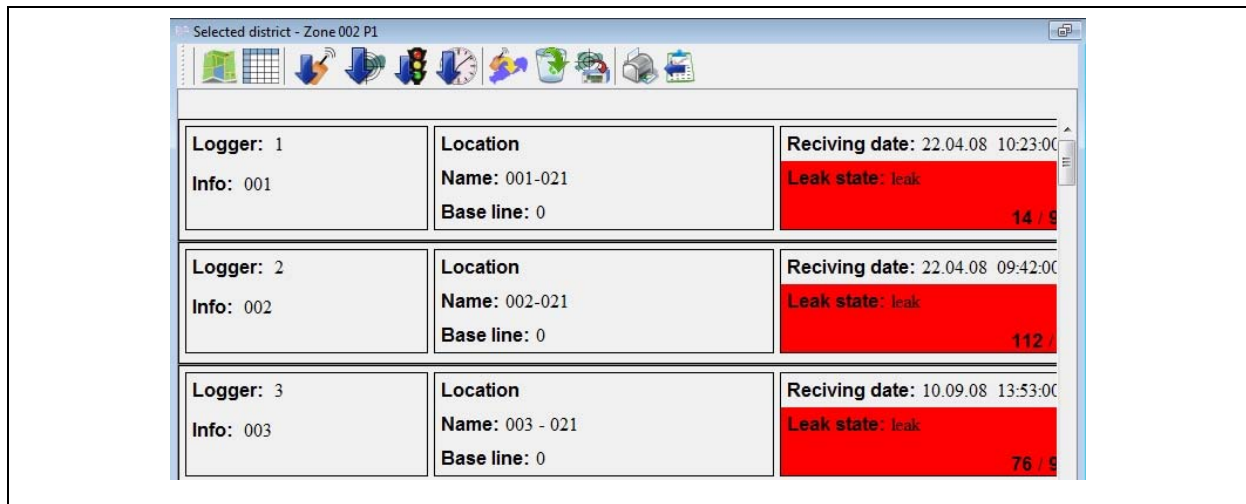 Selected district - Zone 002 P1
Logger: 1
Info: 001
Location
Name: 001-021
Base line: 0
Reciving date: 22.04.08 10:23:00
Leak state: leak
14 / 9
Logger: 2
Info: 002
Location
Name: 002-021
Base line: 0
Reciving date: 22.04.08 09:42:00
Leak state: leak
112 /
Logger: 3
Info: 003
Location
Name: 003 - 021
Base line: 0
Reciving date: 10.09.08 13:53:00
Leak state: leak
76 / 9